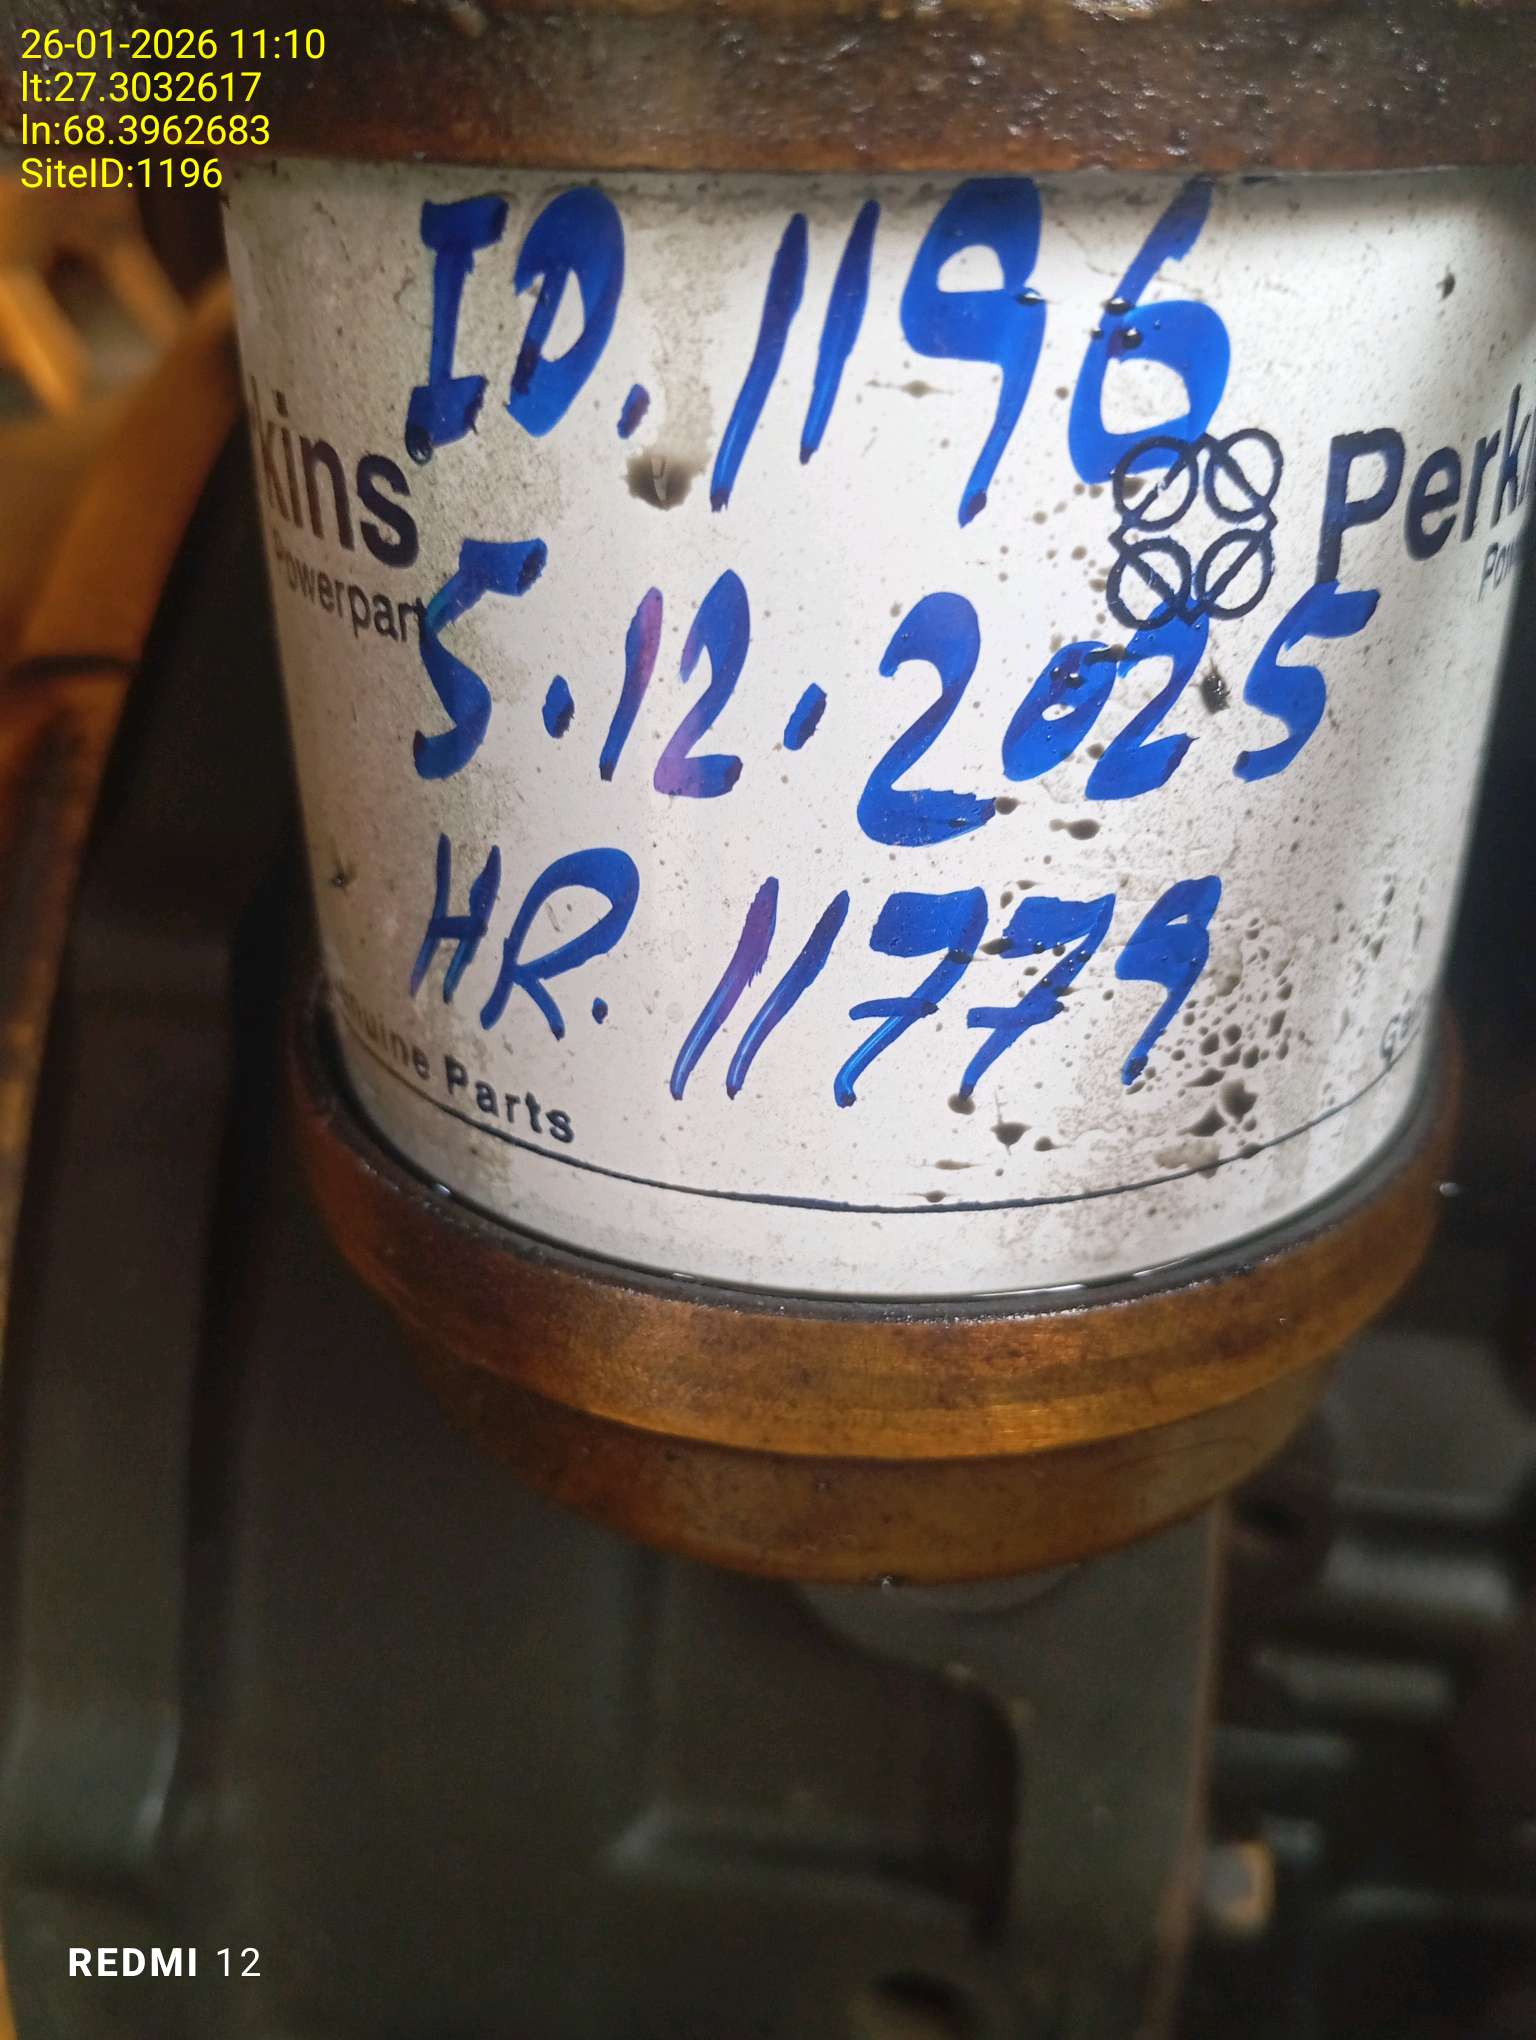 26-01-2026 11:10
lt:27.3032617
ln:68.3962683
SiteID:1196
ID. 1196
kins
Perk
Powerpart
5.12.2025
HR. 11779
uine Parts
REDMI 12